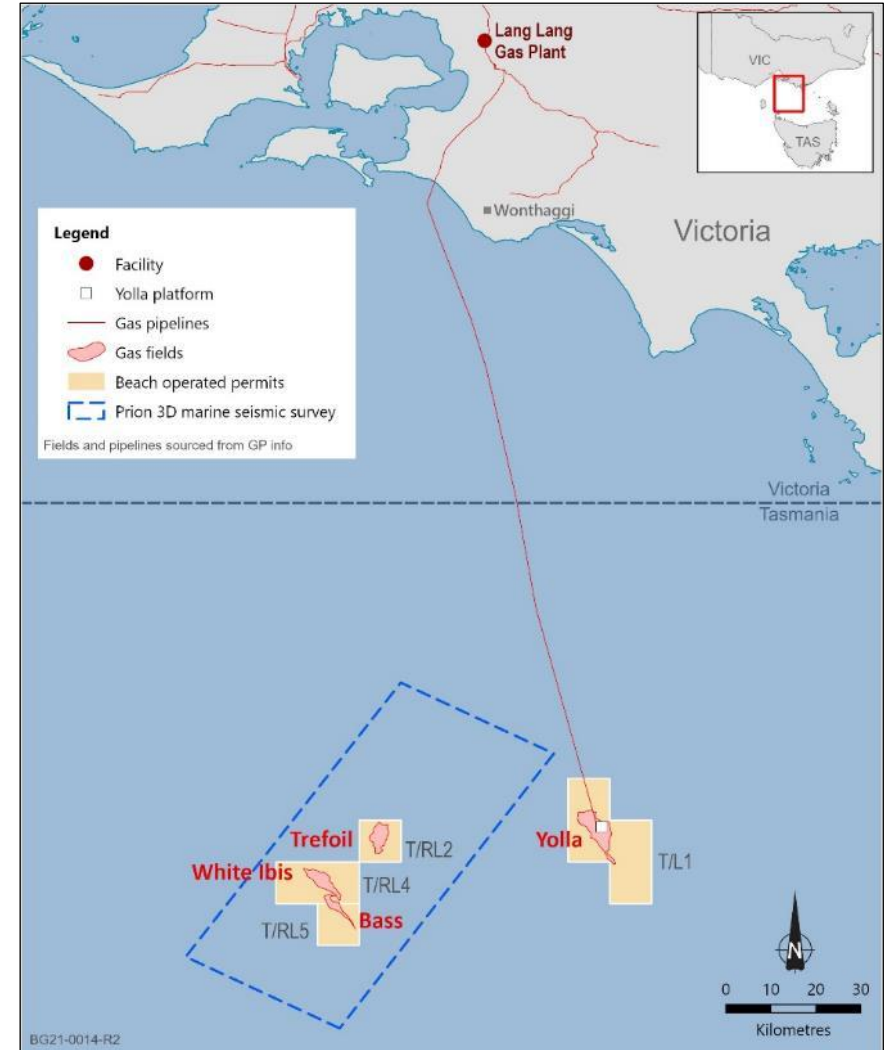 Lang Lang
Gas Plant
VIC
TAS
Wonthaggi
Victoria
Legend
Facility
Yolla platform
Gas pipelines
Gas fields
Beach operated permits
Prion 3D marine seismic survey
Fields and pipelines sourced from GP info
Victoria
Tasmania
Trefoil
T/RL2
Yolla
T/L1
White Ibis
T/RL4
Bass
T/RL5
N
0 10 20 30
Kilometres
BG21-0014-R2